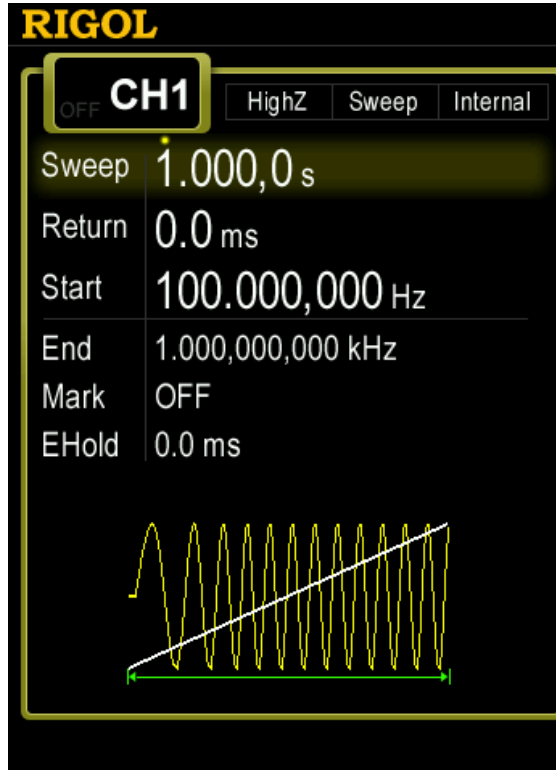 RIGOL
OFF CH1 HighZ Sweep Internal
Sweep 1.000,0 s
Return 0.0 ms
Start 100.000,000 Hz
End 1.000,000,000 kHz
Mark OFF
EHold 0.0 ms